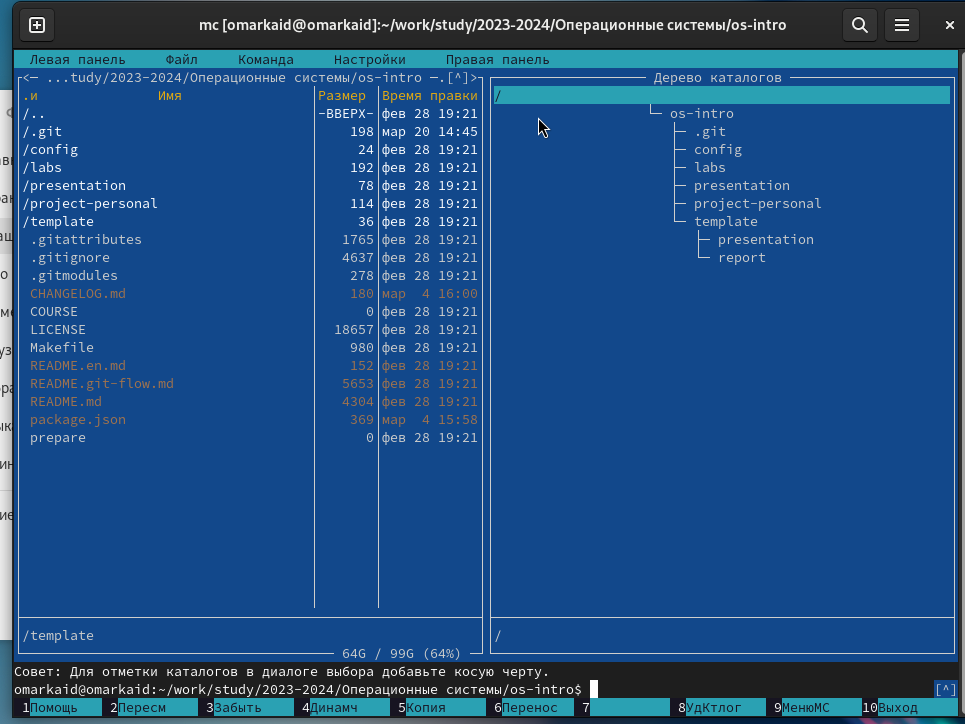 mc [omarkaid@omarkaid]:~/work/study/2023-2024/Операционные системы/os-intro
Левая панель Файл Команда Настройки Правая панель
<─ ...tudy/2023-2024/Операционные системы/os-intro ─.[^]> Дерево каталогов
.и Имя Размер Время правки /
/.. -ВВЕРХ- фев 28 19:21 os-intro
/.git 198 мар 20 14:45 .git
/config 24 фев 28 19:21 config
/labs 192 фев 28 19:21 labs
/presentation 78 фев 28 19:21 presentation
/project-personal 114 фев 28 19:21 project-personal
/template 36 фев 28 19:21 template
.gitattributes 1765 фев 28 19:21 presentation
.gitignore 4637 фев 28 19:21 report
.gitmodules 278 фев 28 19:21
CHANGELOG.md 180 мар 4 16:00
COURSE 0 фев 28 19:21
LICENSE 18657 фев 28 19:21
Makefile 980 фев 28 19:21
README.en.md 152 фев 28 19:21
README.git-flow.md 5653 фев 28 19:21
README.md 4304 фев 28 19:21
package.json 369 мар 4 15:58
prepare 0 фев 28 19:21
/template /
64G / 99G (64%)
Совет: Для отметки каталогов в диалоге выбора добавьте косую черту.
omarkaid@omarkaid:~/work/study/2023-2024/Операционные системы/os-intro$ [^]
1Помощь 2Пересм 3Забыть 4Динамч 5Копия 6Перенос 7 8УдКтлог 9МенюMC 10Выход